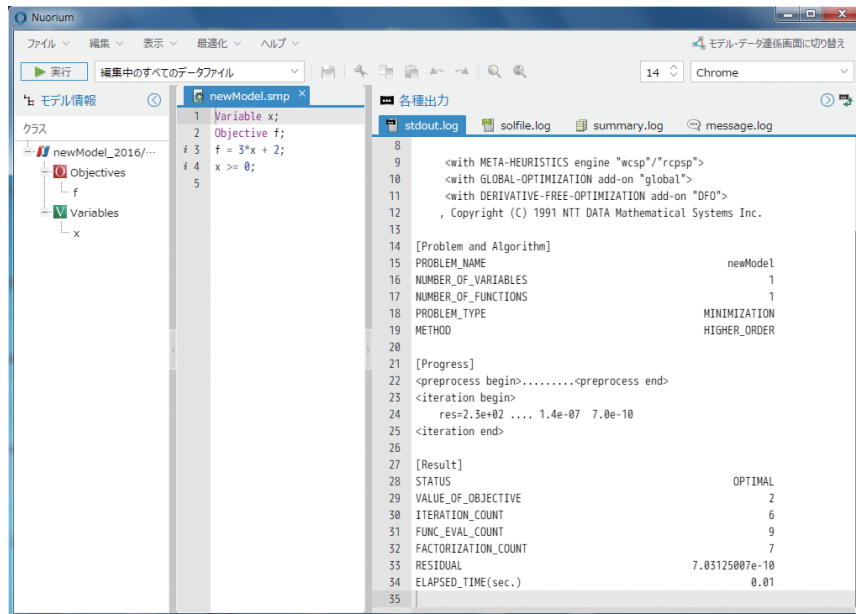 Nuorium
ファイル 編集 表示 最適化 ヘルプ モデル・データ連係画面に切り替え
実行 編集中のすべてのデータファイル 14 Chrome
モデル情報
クラス
newModel_2016/…
Objectives
f
Variables
x
newModel.smp ×
1 Variable x;
2 Objective f;
i 3 f = 3*x + 2;
i 4 x >= 0;
5
各種出力
stdout.log solfile.log summary.log message.log
8
9 <with META-HEURISTICS engine "wcsp"/"rcpsp">
10 <with GLOBAL-OPTIMIZATION add-on "global">
11 <with DERIVATIVE-FREE-OPTIMIZATION add-on "DFO">
12 , Copyright (C) 1991 NTT DATA Mathematical Systems Inc.
13
14 [Problem and Algorithm]
15 PROBLEM_NAME newModel
16 NUMBER_OF_VARIABLES 1
17 NUMBER_OF_FUNCTIONS 1
18 PROBLEM_TYPE MINIMIZATION
19 METHOD HIGHER_ORDER
20
21 [Progress]
22 <preprocess begin>.........<preprocess end>
23 <iteration begin>
24 res=2.3e+02 .... 1.4e-07 7.0e-10
25 <iteration end>
26
27 [Result]
28 STATUS OPTIMAL
29 VALUE_OF_OBJECTIVE 2
30 ITERATION_COUNT 6
31 FUNC_EVAL_COUNT 9
32 FACTORIZATION_COUNT 7
33 RESIDUAL 7.03125007e-10
34 ELAPSED_TIME(sec.) 0.01
35